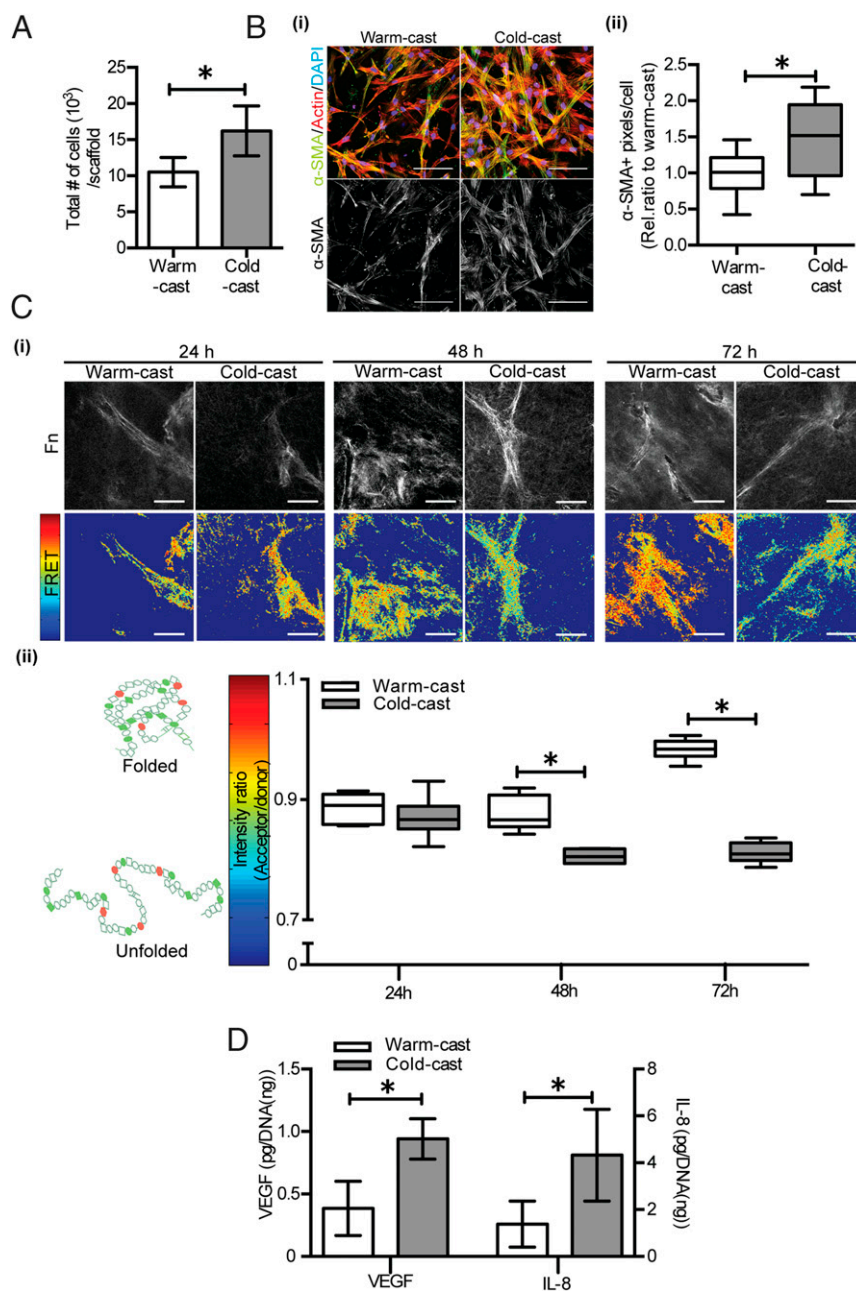 A
Total # of cells (10³)
/scaffold
25
20
15
10
5
0
*
Warm
-cast
Cold
-cast
B
(i)
Warm-cast
Cold-cast
α-SMA/Actin/DAPI
α-SMA
(ii)
α-SMA+ pixels/cell
(Rel.ratio to warm-cast)
2.5
2.0
1.5
1.0
0.5
0.0
*
Warm-
cast
Cold-
cast
C
(i)
24 h
48 h
72 h
Warm-cast
Cold-cast
Warm-cast
Cold-cast
Warm-cast
Cold-cast
Fn
FRET
(ii)
Folded
Unfolded
Intensity ratio
(Acceptor/donor)
1.1
0.9
0.7
0
Warm-cast
Cold-cast
*
*
24h
48h
72h
D
Warm-cast
Cold-cast
VEGF (pg/DNA(ng))
1.5
1.0
0.5
0
*
*
8
6
4
2
0
IL-8 (pg/DNA(ng))
VEGF
IL-8